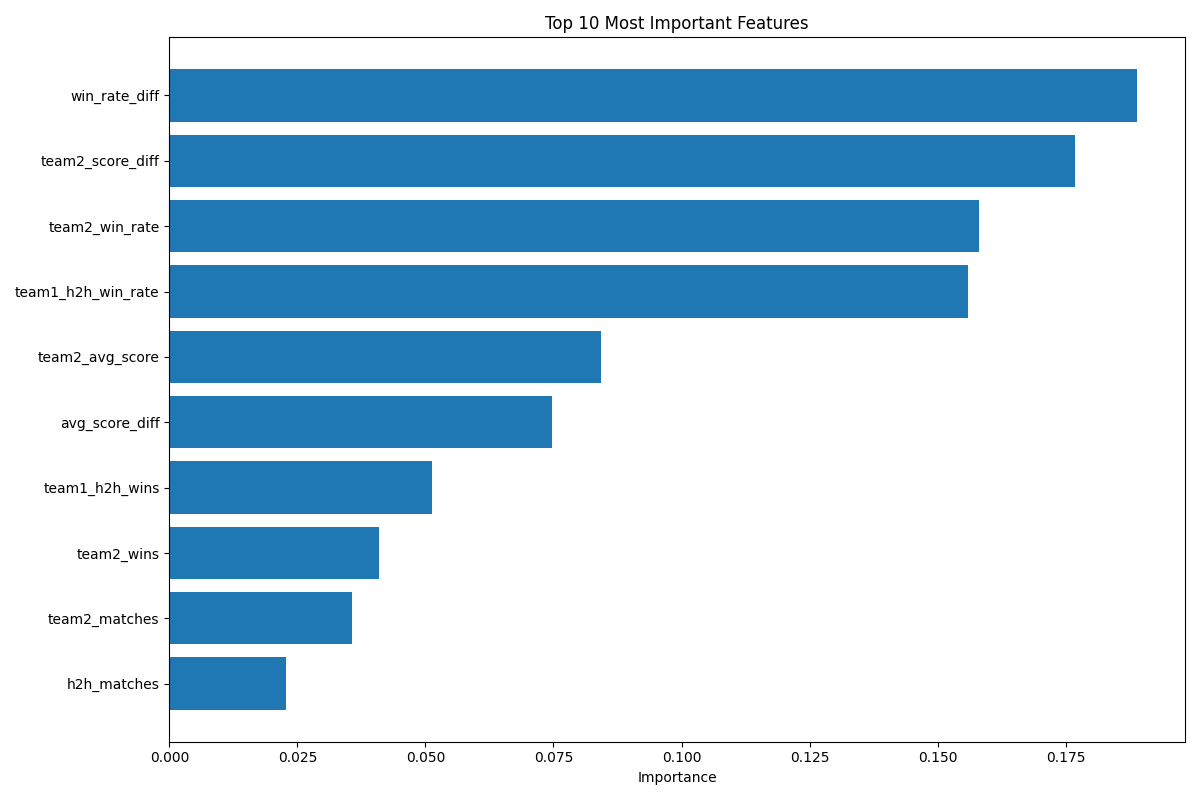 Top 10 Most Important Features
win_rate_diff
team2_score_diff
team2_win_rate
team1_h2h_win_rate
team2_avg_score
avg_score_diff
team1_h2h_wins
team2_wins
team2_matches
h2h_matches
0.000 0.025 0.050 0.075 0.100 0.125 0.150 0.175
Importance